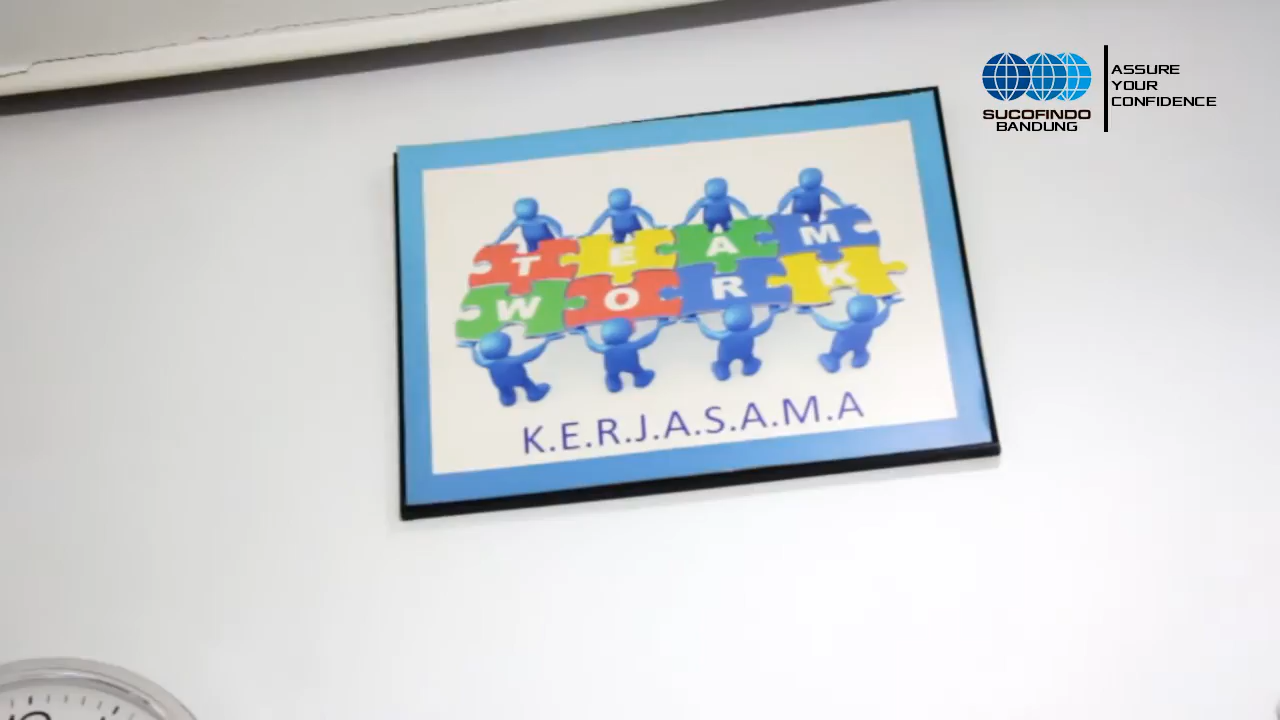 TEAM
WORK
K.E.R.J.A.S.A.M.A
SUCOFINDO
BANDUNG
ASSURE
YOUR
CONFIDENCE